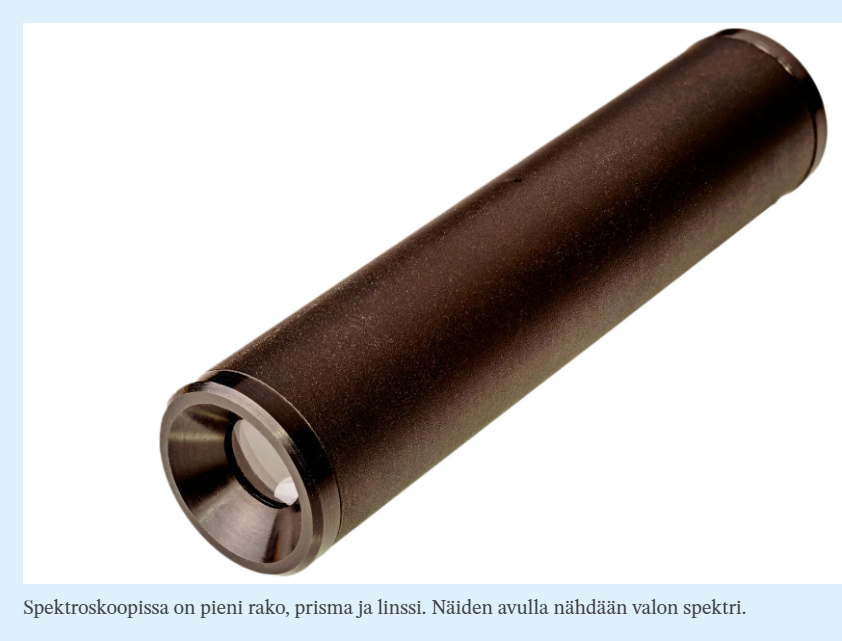 Spektroskoopissa on pieni rako, prisma ja linssi. Näiden avulla nähdään valon spektri.